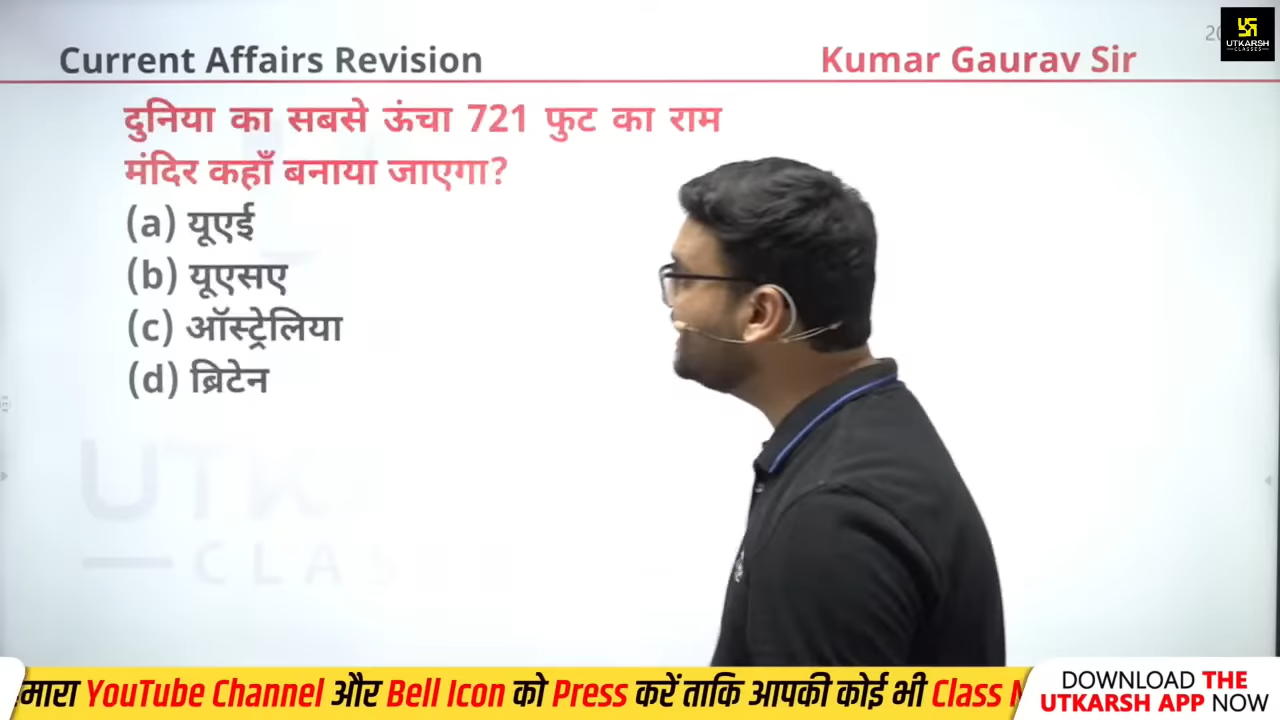 Current Affairs Revision
Kumar Gaurav Sir
UTKARSH
CLASSES
दुनिया का सबसे ऊंचा 721 फुट का राम
मंदिर कहाँ बनाया जाएगा?
(a) यूएई
(b) यूएसए
(c) ऑस्ट्रेलिया
(d) ब्रिटेन
YouTube Channel और Bell Icon को Press करें ताकि आपकी कोई भी Class
DOWNLOAD THE
UTKARSH APP NOW